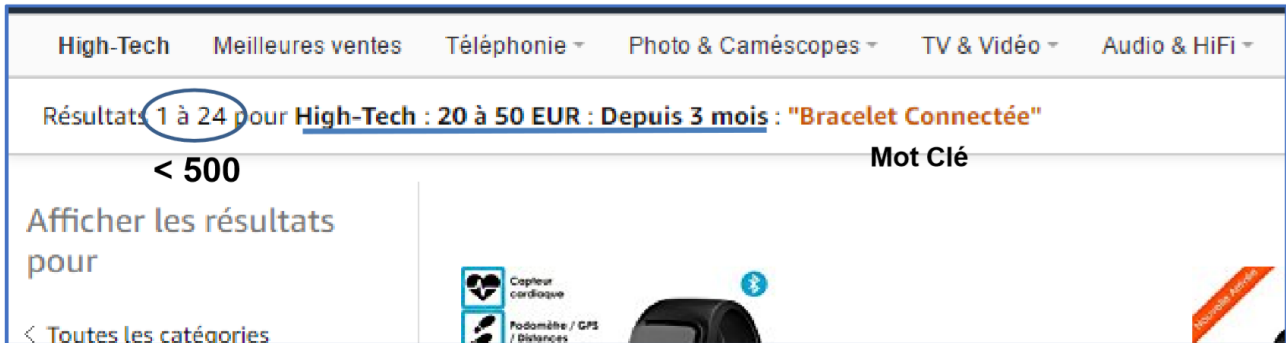 High-Tech Meilleures ventes Téléphonie Photo & Caméscopes TV & Vidéo Audio & HiFi
Résultats 1 à 24 pour High-Tech : 20 à 50 EUR : Depuis 3 mois : "Bracelet Connectée"
< 500
Mot Clé
Afficher les résultats
pour
Capteur
cardiaque
Podomètre / GPS
/ Distances
Nouvelle Arrivée
< Toutes les catégories